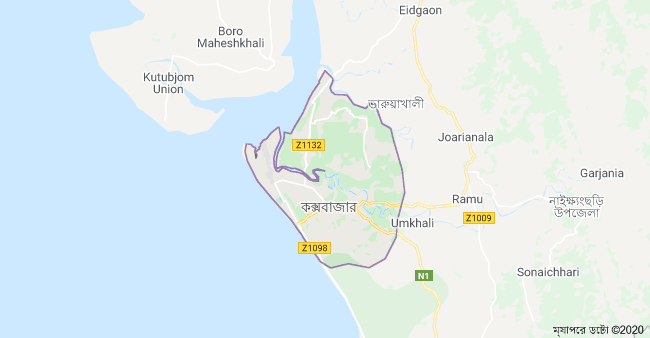 Eidgaon
Boro
Maheshkhali
Kutubjom
Union
ভারুয়াখালী
Joarianala
Z1132
Garjania
Ramu
নাইক্ষ্যংছড়ি
উপজেলা
কক্সবাজার
Z1009
Umkhali
Z1098
Sonaichhari
N1
ম্যাপরে ডাটা ©2020